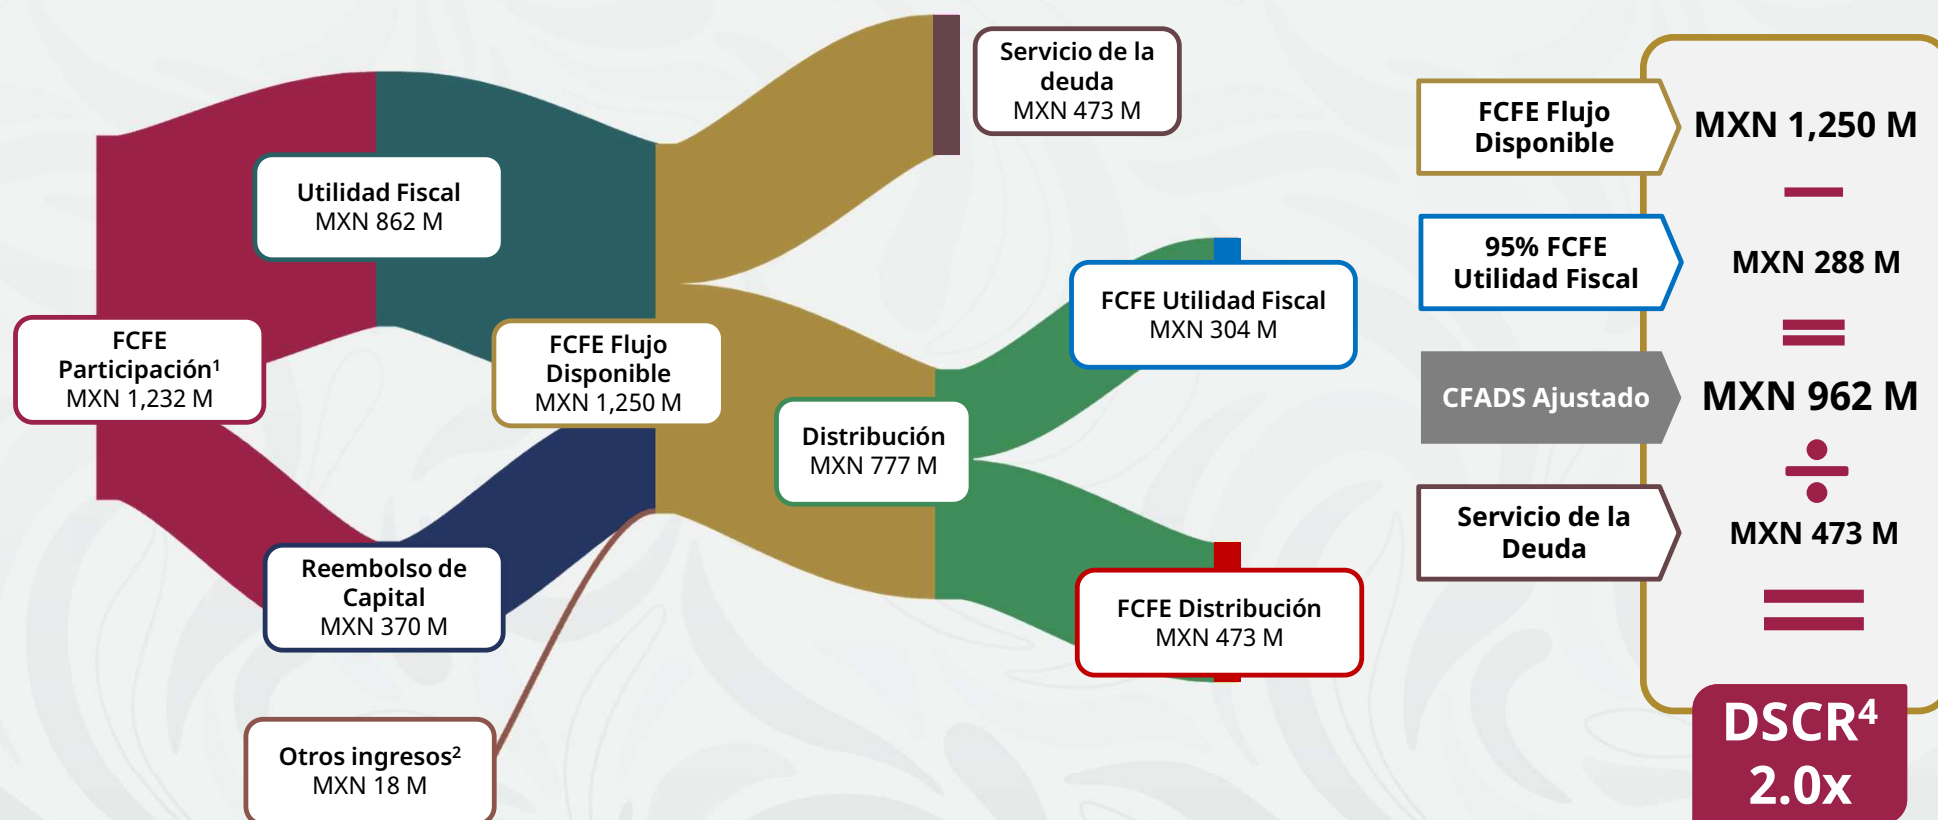 Servicio de la
deuda
MXN 473 M
Utilidad Fiscal
MXN 862 M
FCFE
Participación¹
MXN 1,232 M
FCFE Flujo
Disponible
MXN 1,250 M
Distribución
MXN 777 M
FCFE Utilidad Fiscal
MXN 304 M
Reembolso de
Capital
MXN 370 M
FCFE Distribución
MXN 473 M
Otros ingresos²
MXN 18 M
FCFE Flujo
Disponible
MXN 1,250 M
—
95% FCFE
Utilidad Fiscal
MXN 288 M
=
CFADS Ajustado
MXN 962 M
÷
Servicio de la
Deuda
MXN 473 M
=
DSCR⁴
2.0x